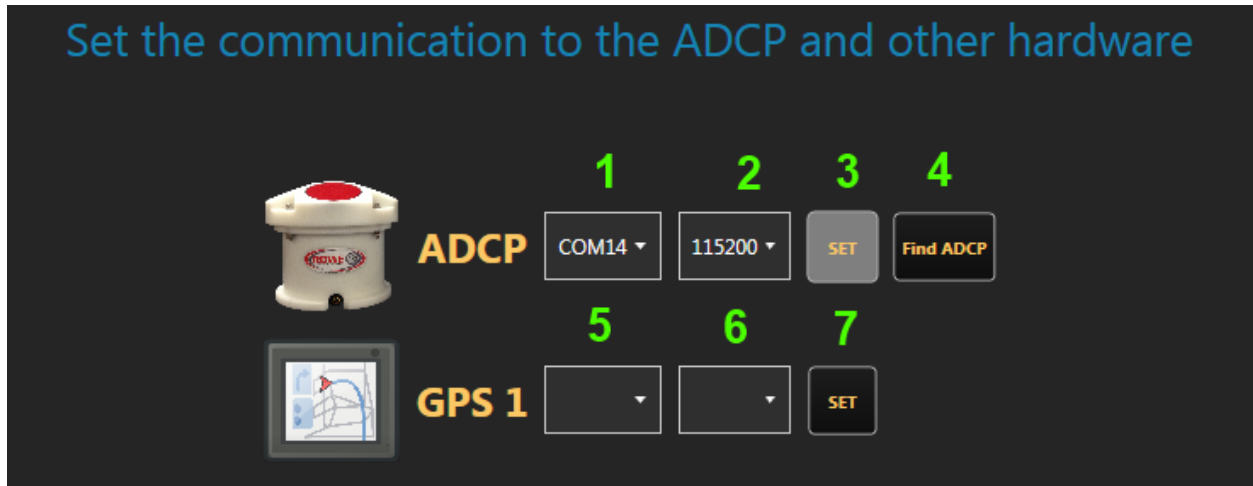 Set the communication to the ADCP and other hardware
1 2 3 4
ADCP COM14 115200 SET Find ADCP
5 6 7
GPS 1 SET